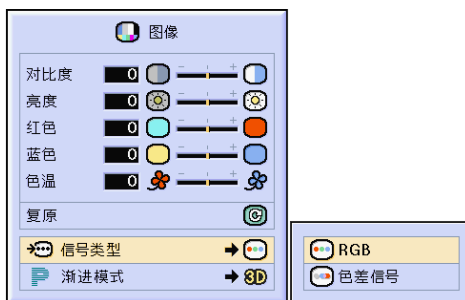 图像
对比度 0
亮度 0
红色 0
蓝色 0
色温 0
复原
信号类型
渐进模式 3D
RGB
色差信号